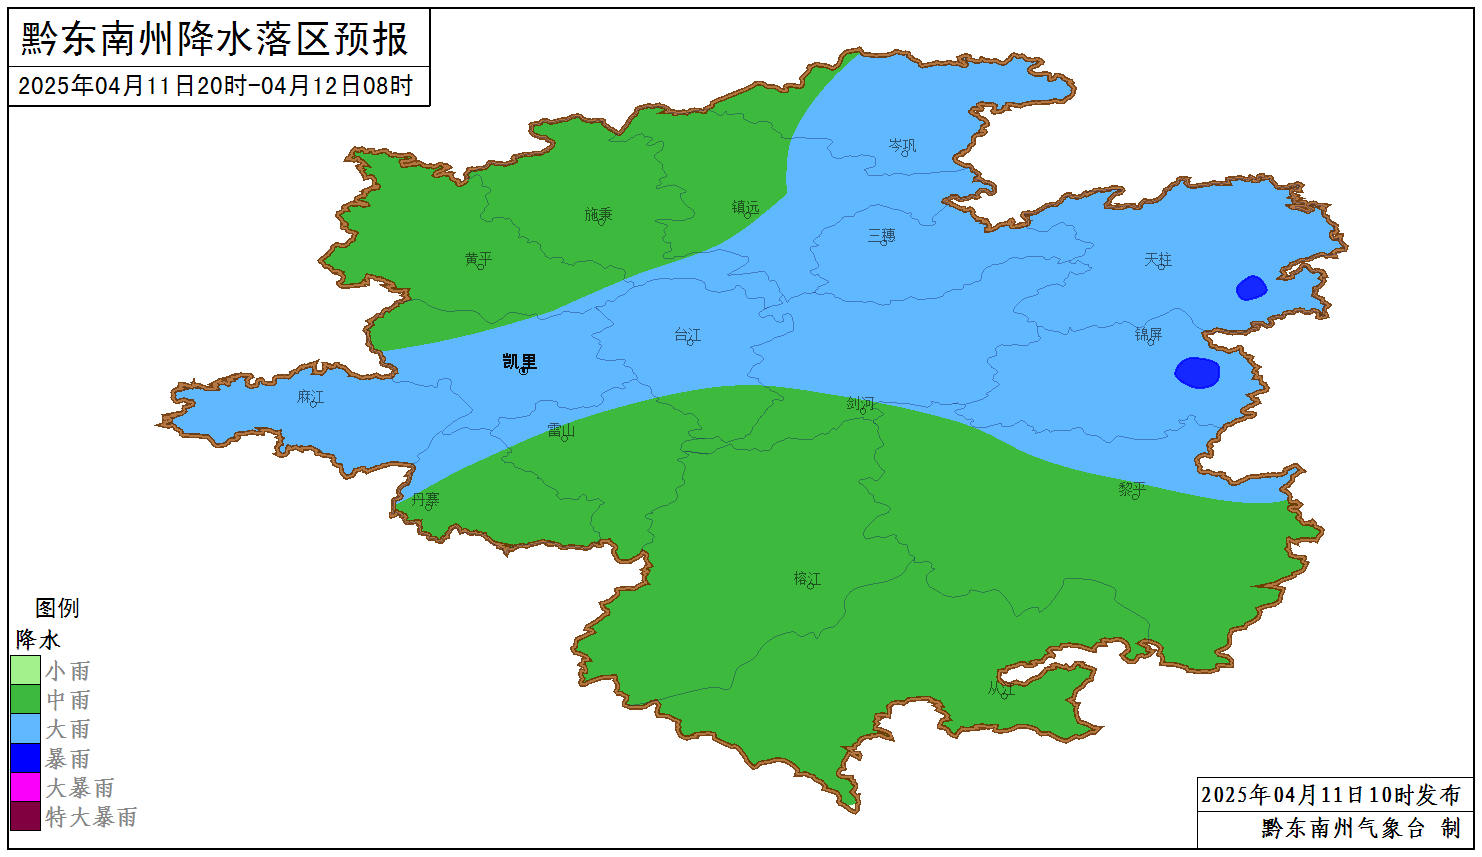 黔东南州降水落区预报
2025年04月11日20时-04月12日08时
岑巩
施秉
镇远
三穗
黄平
天柱
台江
锦屏
凯里
麻江
剑河
雷山
黎平
丹寨
榕江
从江
图例
降水
小雨
中雨
大雨
暴雨
大暴雨
特大暴雨
2025年04月11日10时发布
黔东南州气象台 制